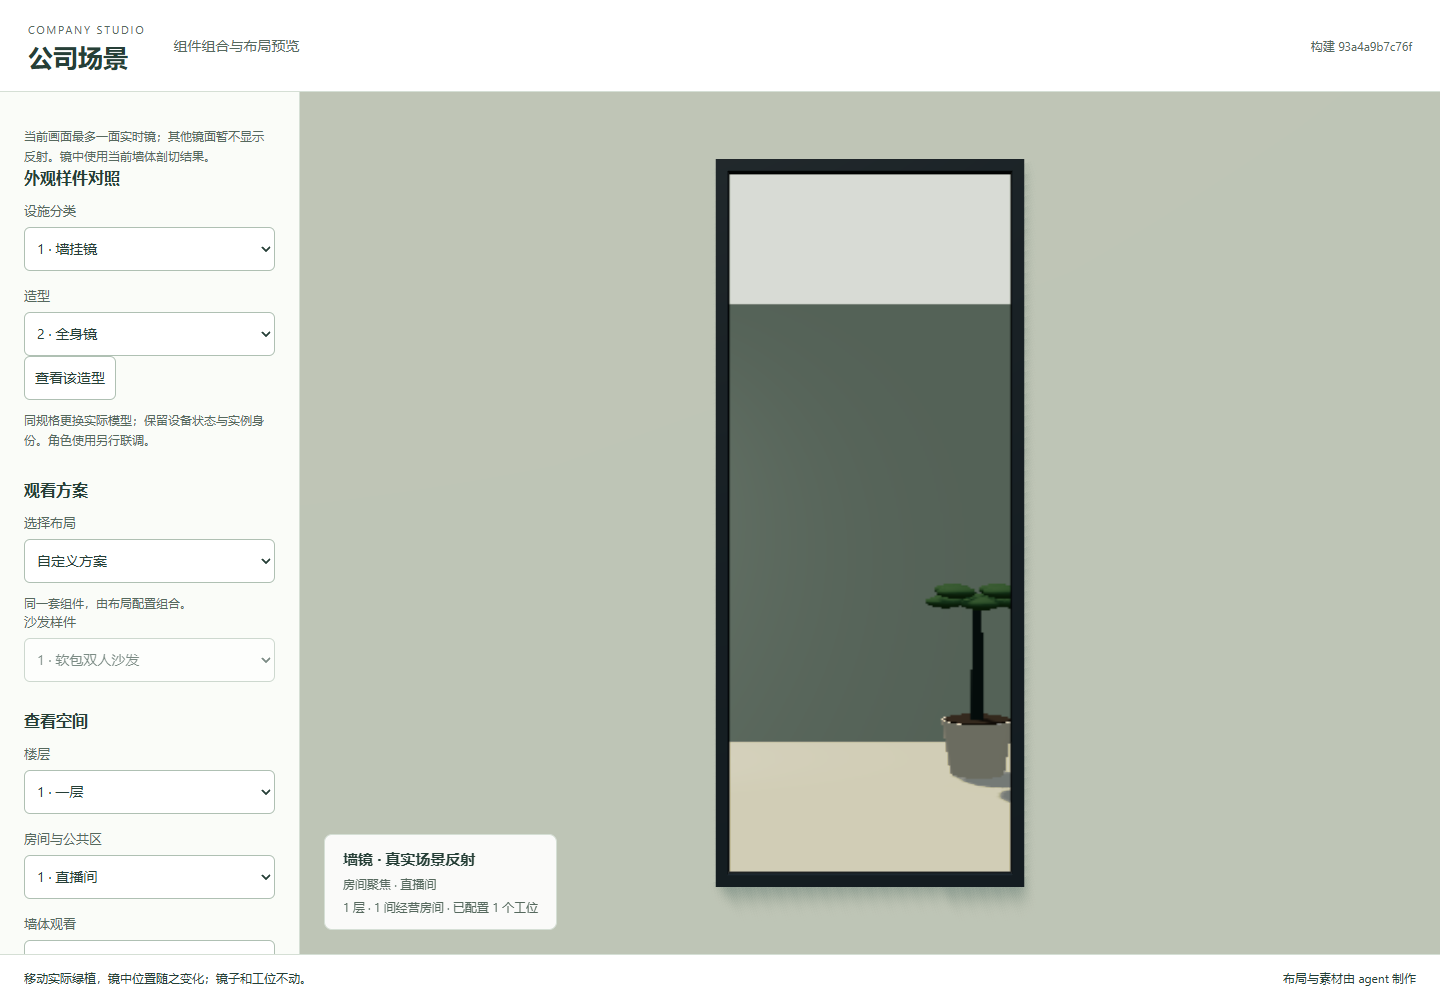 COMPANY STUDIO
公司场景
组件组合与布局预览
构建 93a4a9b7c76f
当前画面最多一面实时镜；其他镜面暂不显示
反射。镜中使用当前墙体剖切结果。
外观样件对照
设施分类
1 · 墙挂镜
造型
2 · 全身镜
查看该造型
同规格更换实际模型；保留设备状态与实例身
份。角色使用另行联调。
观看方案
选择布局
自定义方案
同一套组件，由布局配置组合。
沙发样件
1 · 软包双人沙发
查看空间
楼层
1 · 一层
房间与公共区
1 · 直播间
墙体观看
墙镜 · 真实场景反射
房间聚焦 · 直播间
1 层 · 1 间经营房间 · 已配置 1 个工位
移动实际绿植，镜中位置随之变化；镜子和工位不动。
布局与素材由 agent 制作